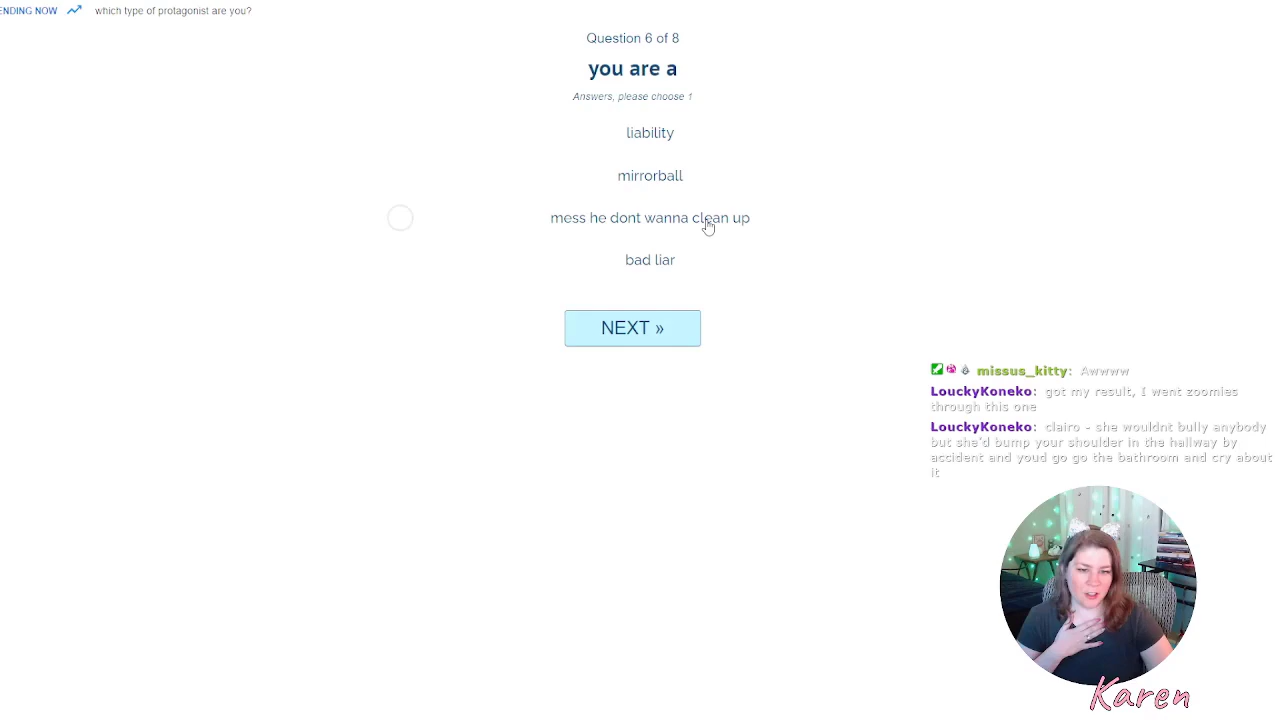 ENDING NOW which type of protagonist are you?
Question 6 of 8
you are a
Answers, please choose 1
liability
mirrorball
mess he dont wanna clean up
bad liar
NEXT »
missus_kitty: Awwww
LouckyKoneko: got my result, I went zoomies
through this one
LouckyKoneko: clairo - she wouldnt bully anybody
but she'd bump your shoulder in the hallway by
accident and youd go go the bathroom and cry about
it
Karen